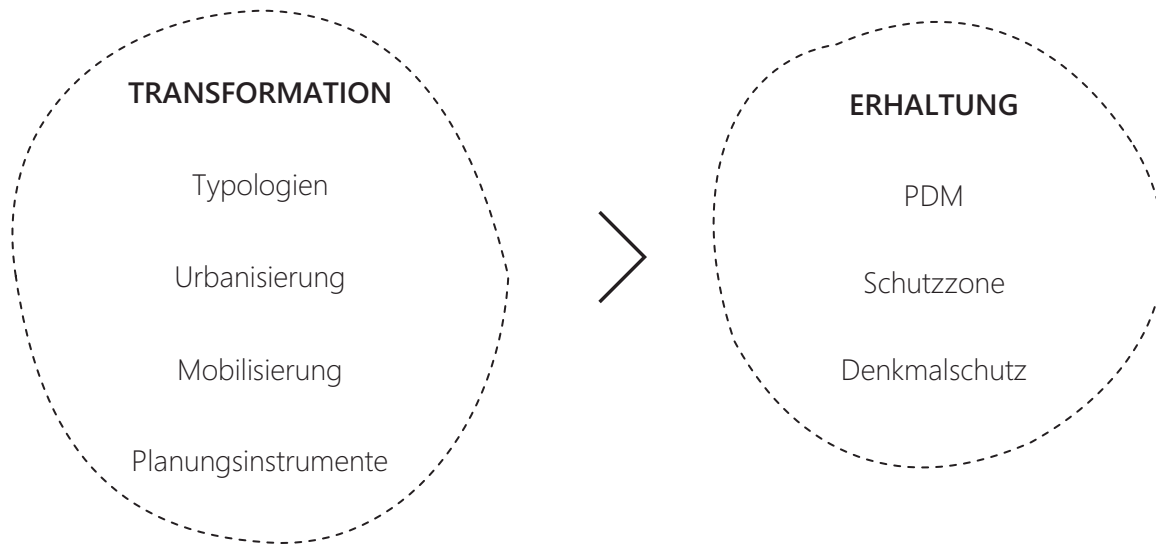 TRANSFORMATION
Typologien
Urbanisierung
Mobilisierung
Planungsinstrumente
ERHALTUNG
PDM
Schutzzone
Denkmalschutz